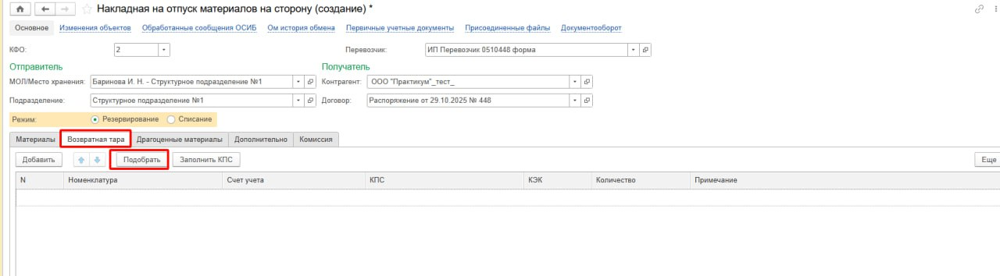 Накладная на отпуск материалов на сторону (создание) *
Основное Изменения объектов Обработанные сообщения ОСИБ Ом история обмена Первичные учетные документы Присоединенные файлы Документооборот
КФО: 2 Перевозчик: ИП Перевозчик 0510448 форма
Отправитель Получатель
МОЛ/Место хранения: Баринова И. Н. - Структурное подразделение №1 Контрагент: ООО "Практикум"_тест_
Подразделение: Структурное подразделение №1 Договор: Распоряжение от 29.10.2025 № 448
Режим: Резервирование Списание
Материалы Возвратная тара Драгоценные материалы Дополнительно Комиссия
Добавить Подобрать Заполнить КПС Еще
N Номенклатура Счет учета КПС КЭК Количество Примечание